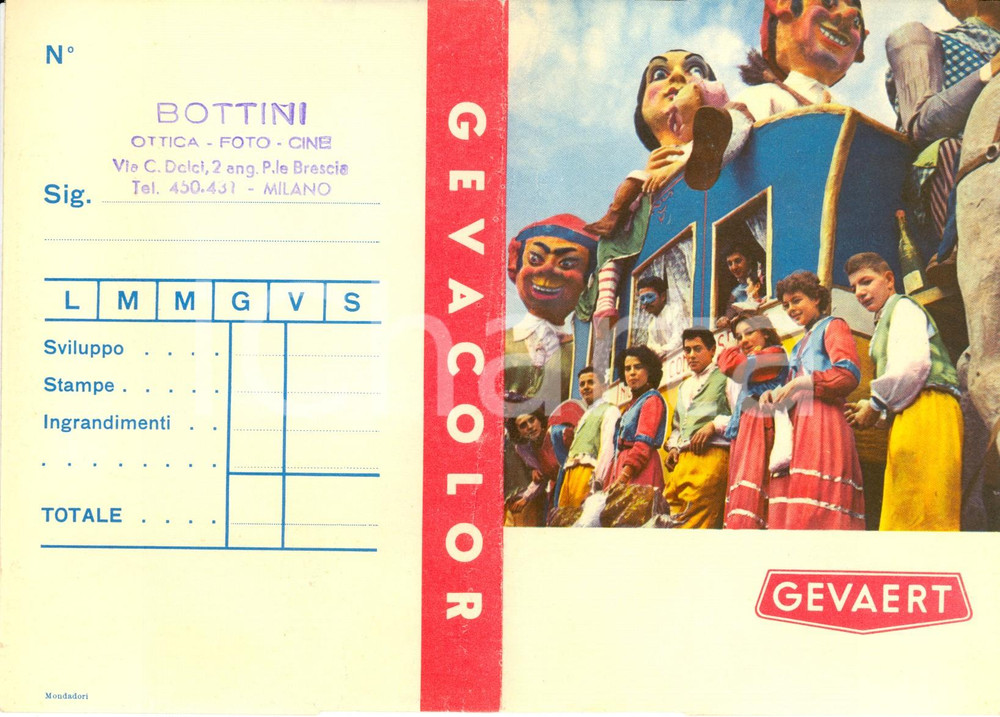 N°
BOTTINI
OTTICA - FOTO - CINE
Via C. Dolci, 2 ang. P.le Brescia
Tel. 450.431 - MILANO
Sig.
L M M G V S
Sviluppo . . . .
Stampe . . . . .
Ingrandimenti . .
TOTALE . . . .
Mondadori
GEVACOLOR
GEVAERT